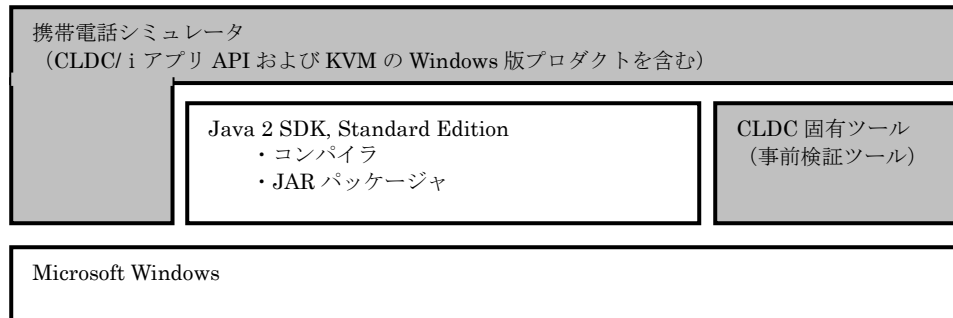 携帯電話シミュレータ
（CLDC/ｉアプリ API および KVM の Windows 版プロダクトを含む）
Java 2 SDK, Standard Edition
・コンパイラ
・JAR パッケージャ
CLDC 固有ツール
（事前検証ツール）
Microsoft Windows